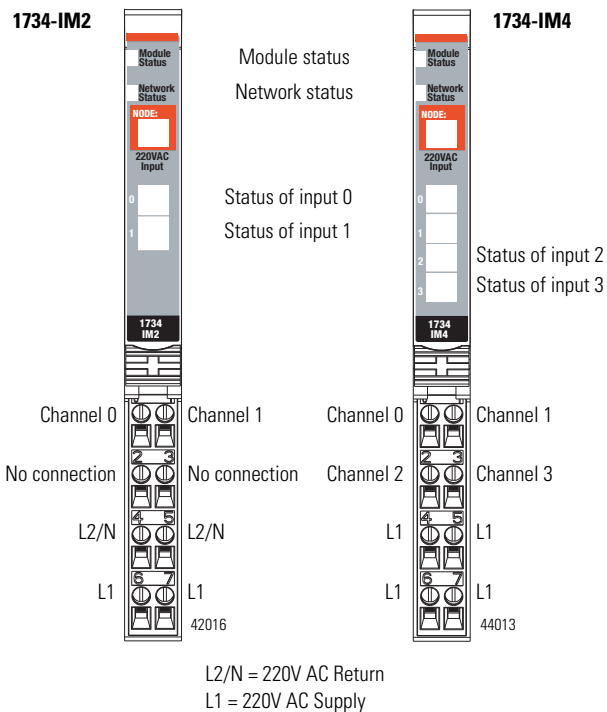 1734-IM2 1734-IM4
Module Status Module status Module Status
Network Status Network status Network Status
NODE: NODE:
220VAC Input 220VAC Input
0 Status of input 0 0
1 Status of input 1 1
2 Status of input 2
3 Status of input 3
1734 IM2 1734 IM4
Channel 0 Channel 1 Channel 0 Channel 1
2 3 2 3
No connection No connection Channel 2 Channel 3
4 5 4 5
L2/N L2/N L1 L1
6 7 6 7
L1 L1 L1 L1
42016 44013
L2/N = 220V AC Return
L1 = 220V AC Supply